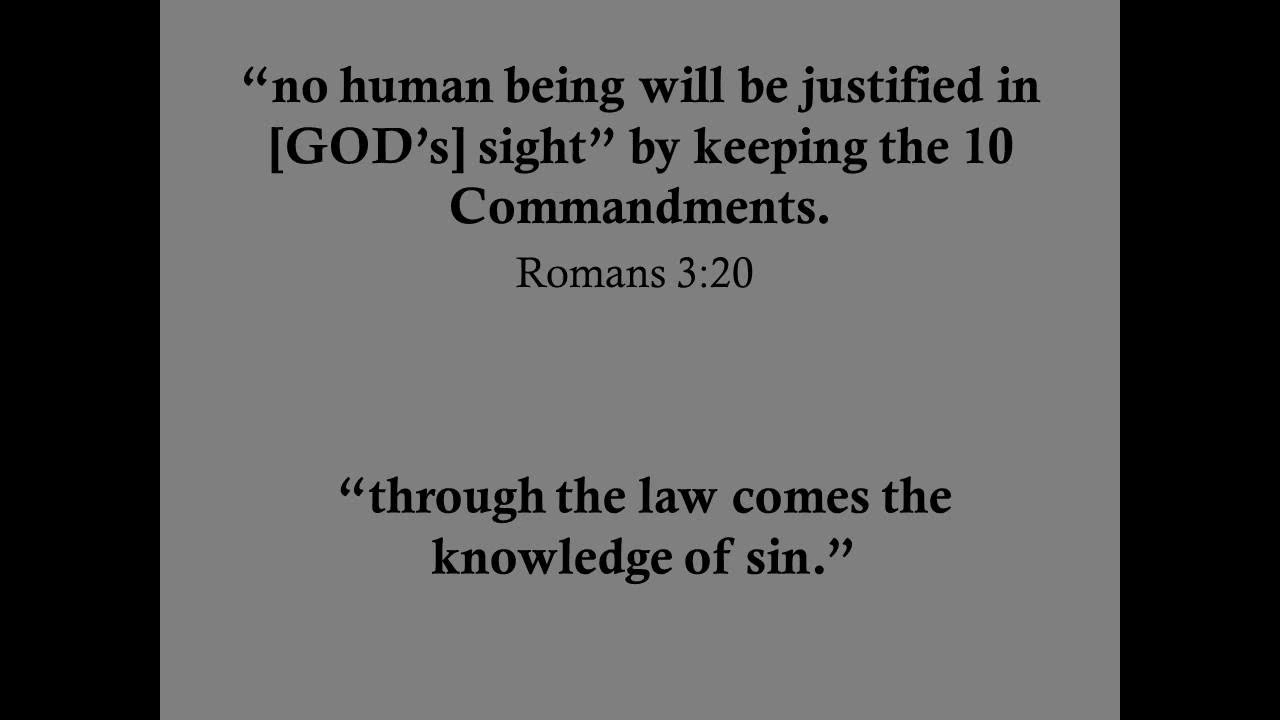 “no human being will be justified in
[GOD’s] sight” by keeping the 10
Commandments.
Romans 3:20
“through the law comes the
knowledge of sin.”